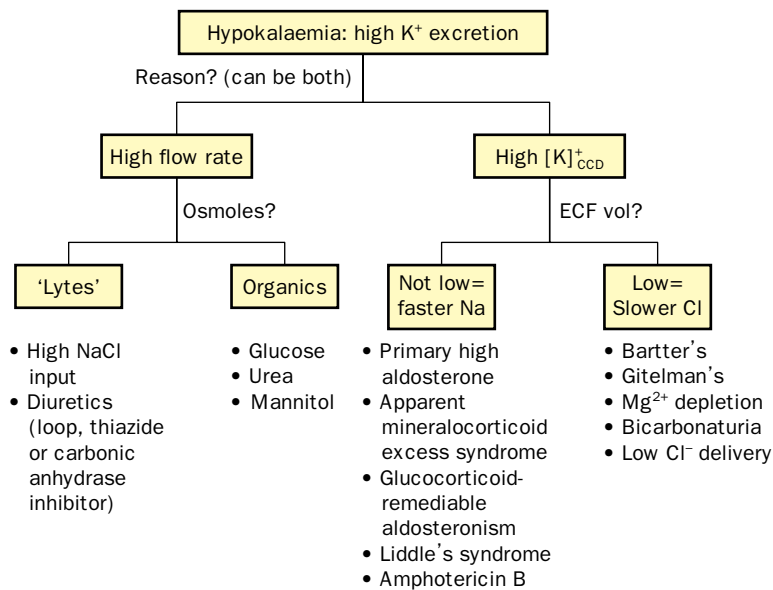 Hypokalaemia: high K⁺ excretion
Reason? (can be both)
High flow rate
High [K]⁺CCD
Osmoles?
ECF vol?
‘Lytes’
Organics
Not low=
faster Na
Low=
Slower Cl
• High NaCl
input
• Diuretics
(loop, thiazide
or carbonic
anhydrase
inhibitor)
• Glucose
• Urea
• Mannitol
• Primary high
aldosterone
• Apparent
mineralocorticoid
excess syndrome
• Glucocorticoid-
remediable
aldosteronism
• Liddle’s syndrome
• Amphotericin B
• Bartter’s
• Gitelman’s
• Mg²⁺ depletion
• Bicarbonaturia
• Low Cl⁻ delivery